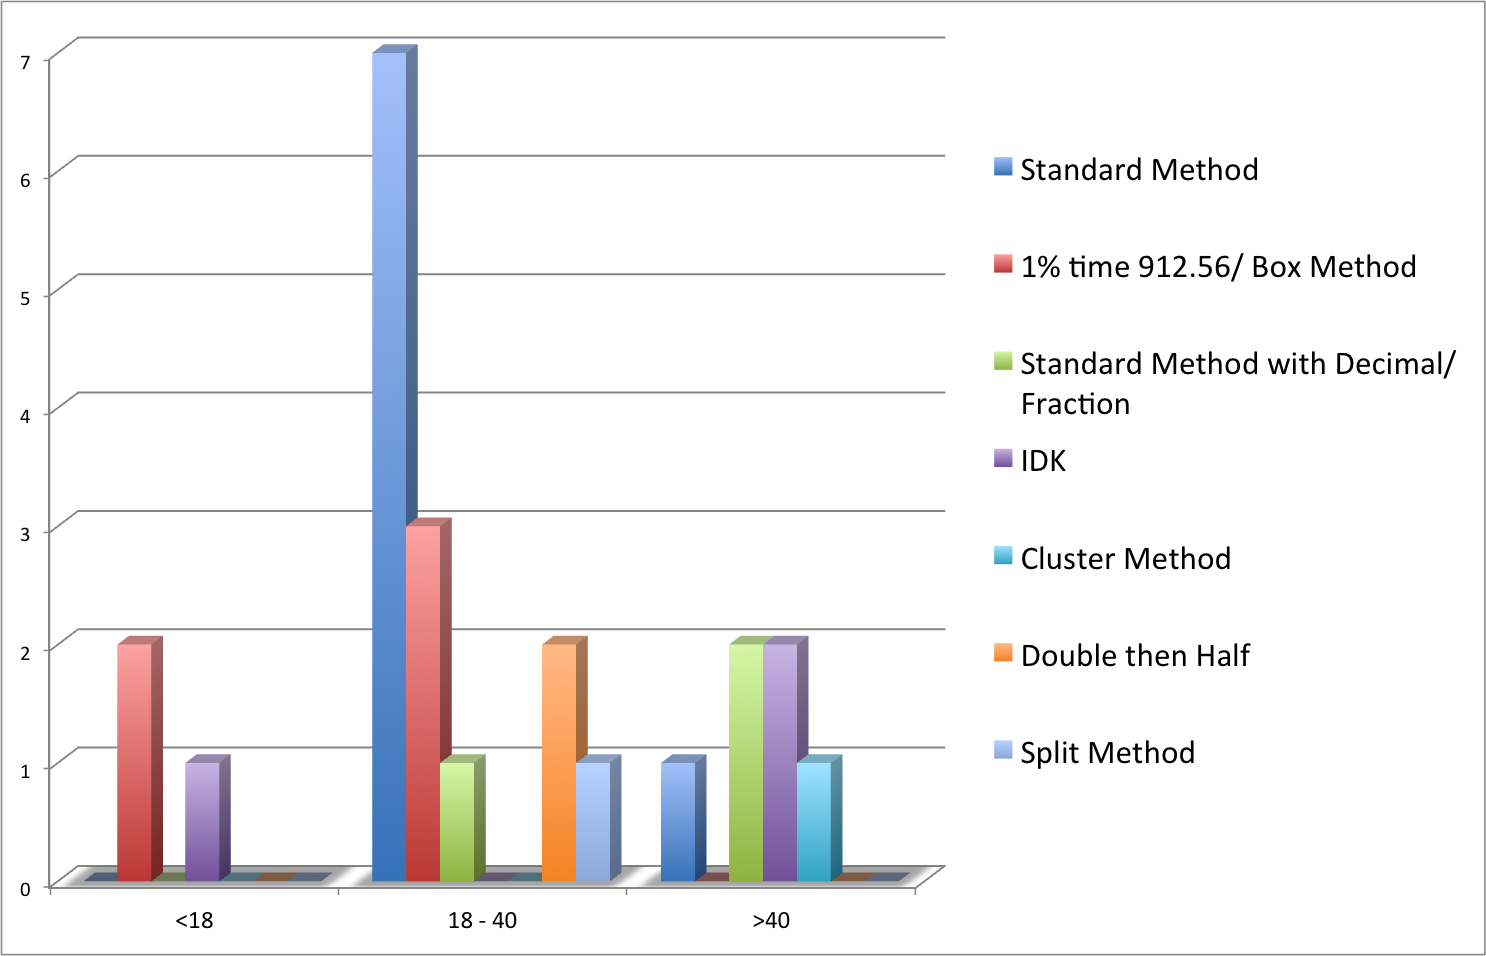 7
6
5
4
3
2
1
0
<18
18 - 40
>40
Standard Method
1% time 912.56/ Box Method
Standard Method with Decimal/
Fraction
IDK
Cluster Method
Double then Half
Split Method